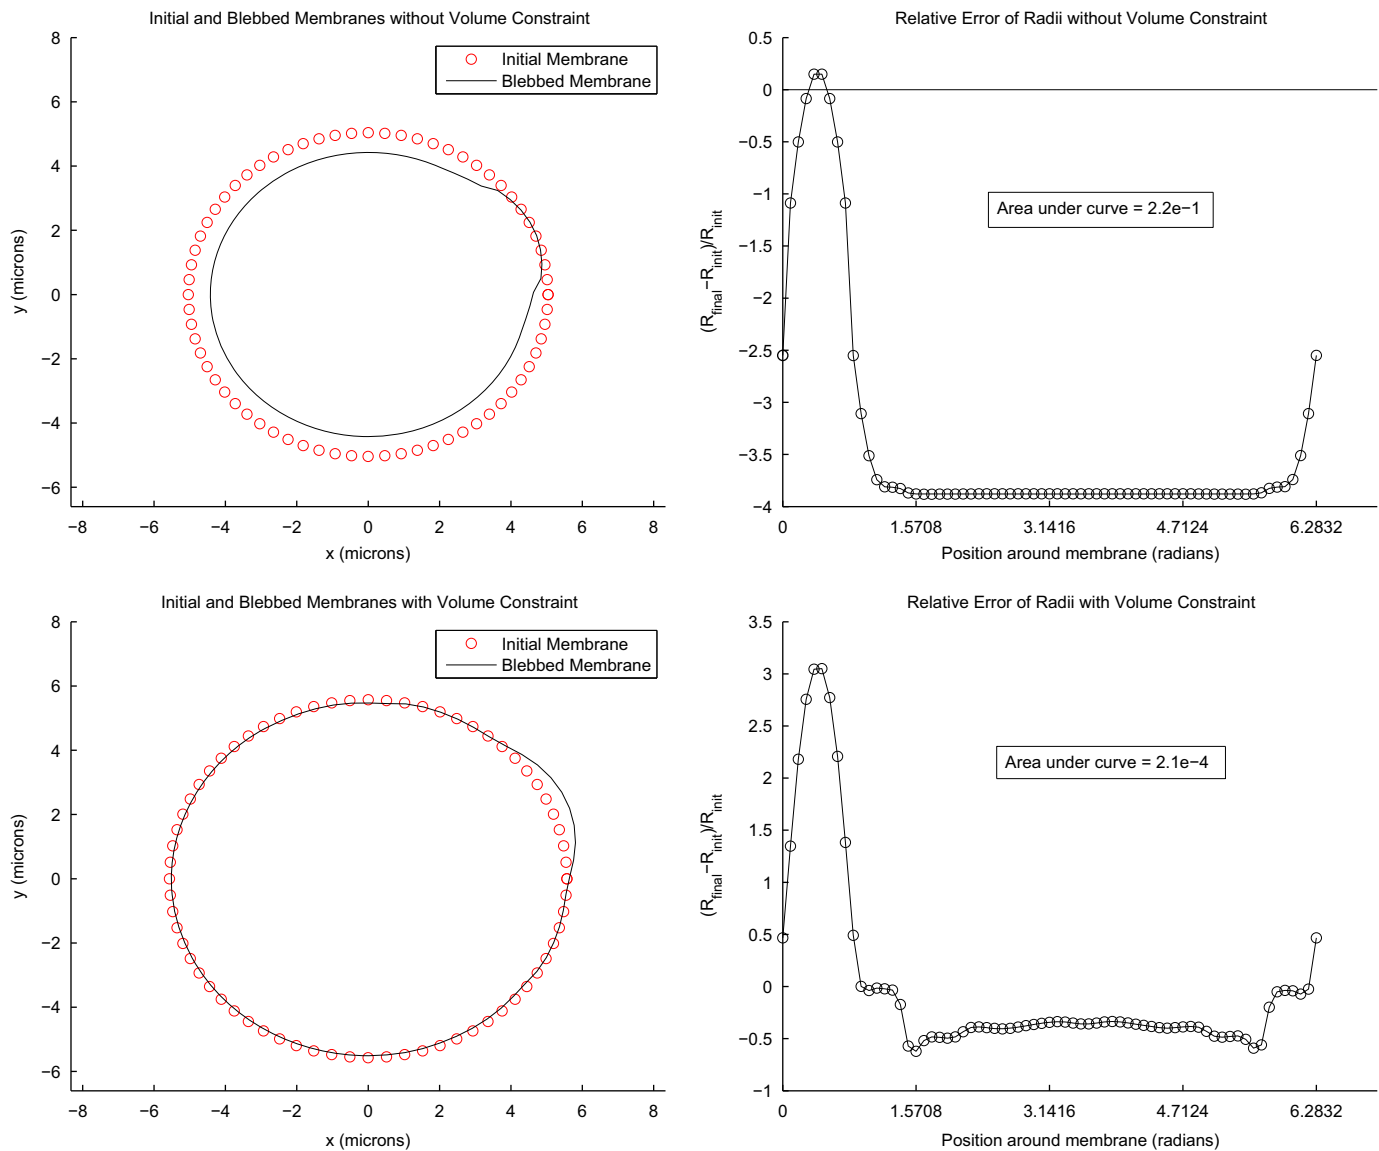 Initial and Blebbed Membranes without Volume Constraint
8
6
4
2
0
−2
−4
−6
y (microns)
Initial Membrane
Blebbed Membrane
−8 −6 −4 −2 0 2 4 6 8
x (microns)
Relative Error of Radii without Volume Constraint
0.5
0
−0.5
−1
−1.5
−2
−2.5
−3
−3.5
−4
(R_final−R_init)/R_init
Area under curve = 2.2e−1
0 1.5708 3.1416 4.7124 6.2832
Position around membrane (radians)
Initial and Blebbed Membranes with Volume Constraint
8
6
4
2
0
−2
−4
−6
y (microns)
Initial Membrane
Blebbed Membrane
−8 −6 −4 −2 0 2 4 6 8
x (microns)
Relative Error of Radii with Volume Constraint
3.5
3
2.5
2
1.5
1
0.5
0
−0.5
−1
(R_final−R_init)/R_init
Area under curve = 2.1e−4
0 1.5708 3.1416 4.7124 6.2832
Position around membrane (radians)